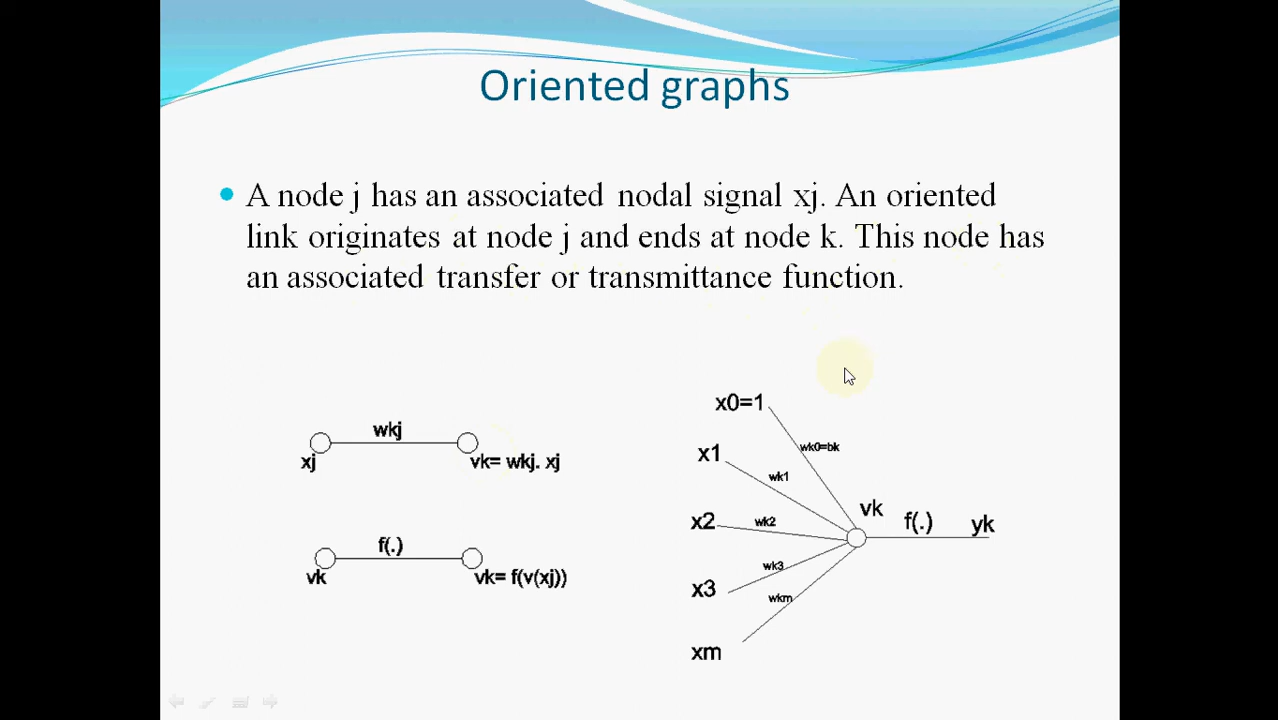 Oriented graphs
A node j has an associated nodal signal xj. An oriented
link originates at node j and ends at node k. This node has
an associated transfer or transmittance function.
wkj
xj
vk= wkj. xj
f(.)
vk
vk= f(v(xj))
x0=1
wk0=bk
x1
wk1
x2
wk2
x3
wk3
xm
wkm
vk
f(.)
yk